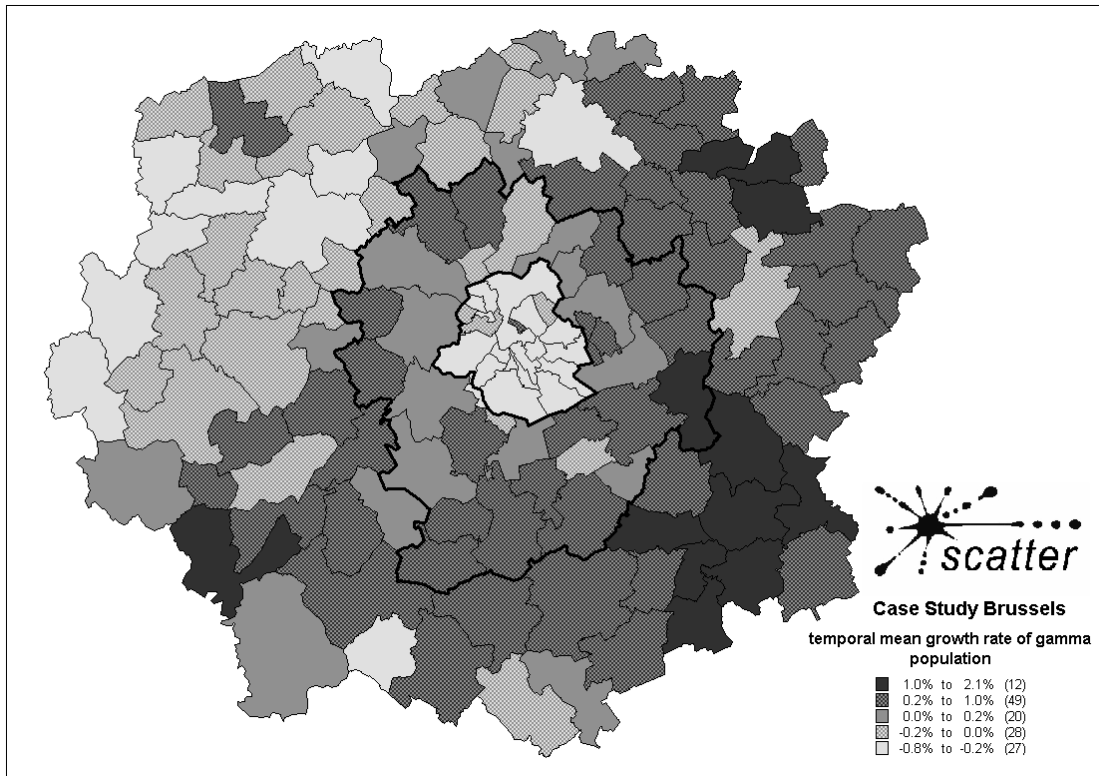 scatter
Case Study Brussels
temporal mean growth rate of gamma
population
1.0% to 2.1% (12)
0.2% to 1.0% (49)
0.0% to 0.2% (20)
-0.2% to 0.0% (28)
-0.8% to -0.2% (27)